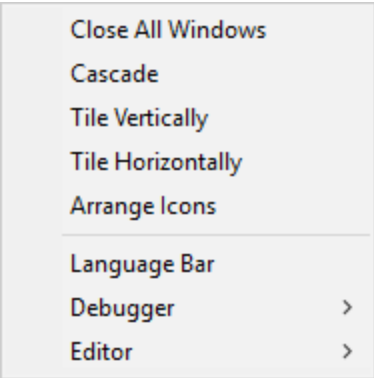 Close All Windows
Cascade
Tile Vertically
Tile Horizontally
Arrange Icons
Language Bar
Debugger
Editor